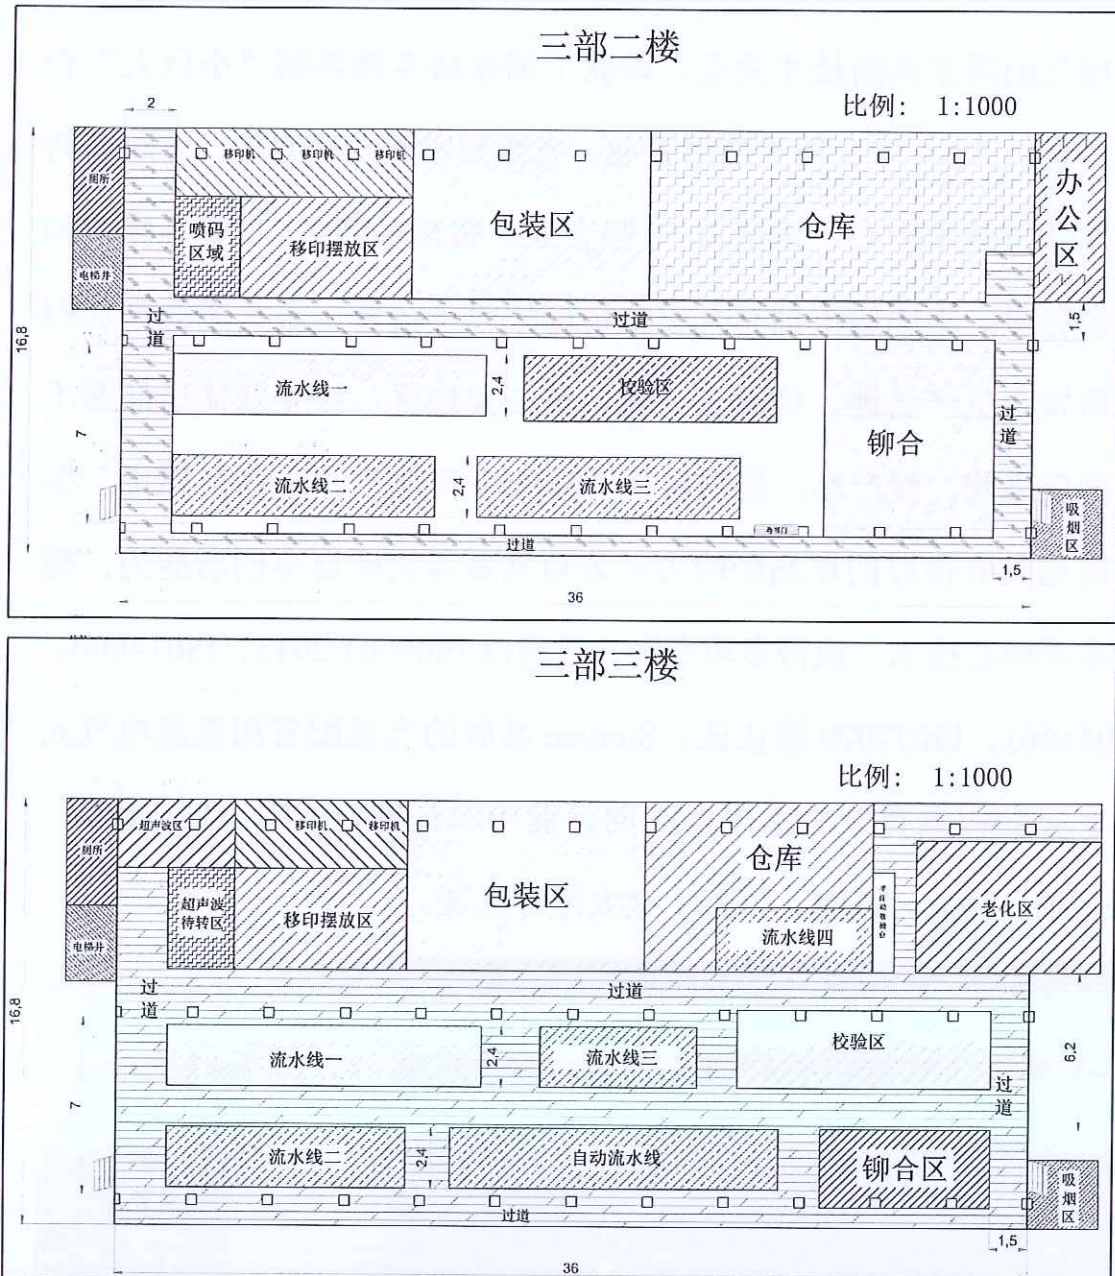 三部二楼
比例： 1:1000
2
厕所
移印机
移印机
移印机
喷码
区域
移印摆放区
包装区
仓库
办公区
电梯井
过道
过道
1,5
16,8
流水线一
2,4
校验区
7
铆合
过道
流水线二
2,4
流水线三
吸烟区
过道
1,5
36
三部三楼
比例： 1:1000
厕所
超声波区
移印机
移印机
超声波
待转区
移印摆放区
包装区
仓库
流水线四
老化区
电梯井
过道
过道
16,8
流水线一
2,4
流水线三
校验区
6,2
7
过道
流水线二
2,4
自动流水线
铆合区
吸烟区
过道
1,5
36